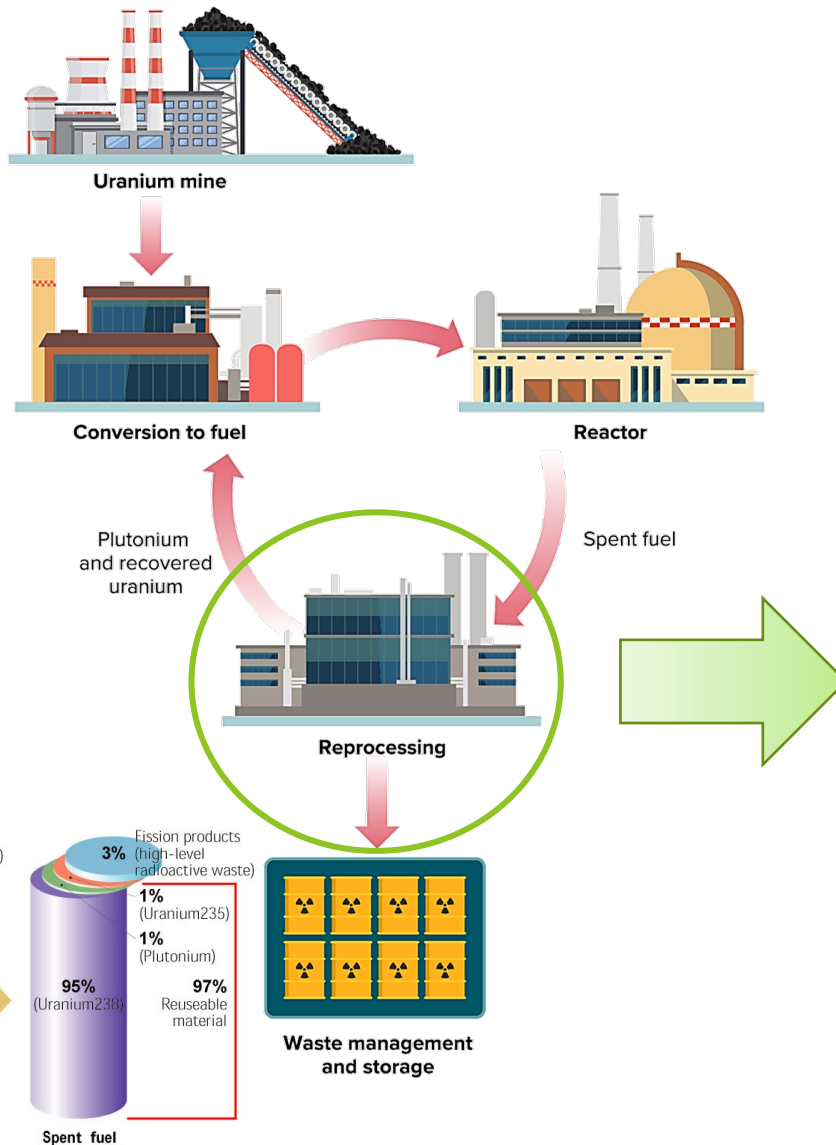 Uranium mine
Conversion to fuel
Reactor
Plutonium
and recovered
uranium
Spent fuel
Reprocessing
)
3%
Fission products
(high-level
radioactive waste)
1%
(Uranium235)
1%
(Plutonium)
95%
(Uranium238)
97%
Reuseable
material
Spent fuel
Waste management
and storage